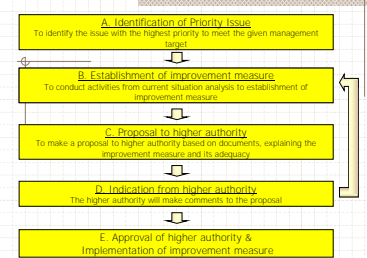 A. Identification of Priority Issue
To identify the issue with the highest priority to meet the given management
target
B. Establishment of improvement measure
To conduct activities from current situation analysis to establishment of
improvement measure
C. Proposal to higher authority
To make a proposal to higher authority based on documents, explaining the
improvement measure and its adequacy
D. Indication from higher authority
The higher authority will make comments to the proposal
E. Approval of higher authority &
Implementation of improvement measure